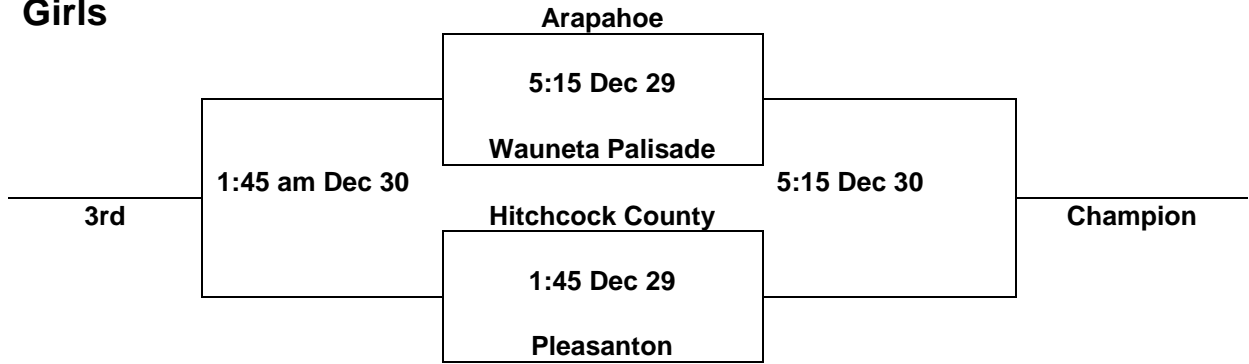 Girls
Arapahoe
5:15 Dec 29
Wauneta Palisade
1:45 am Dec 30
5:15 Dec 30
3rd
Hitchcock County
Champion
1:45 Dec 29
Pleasanton